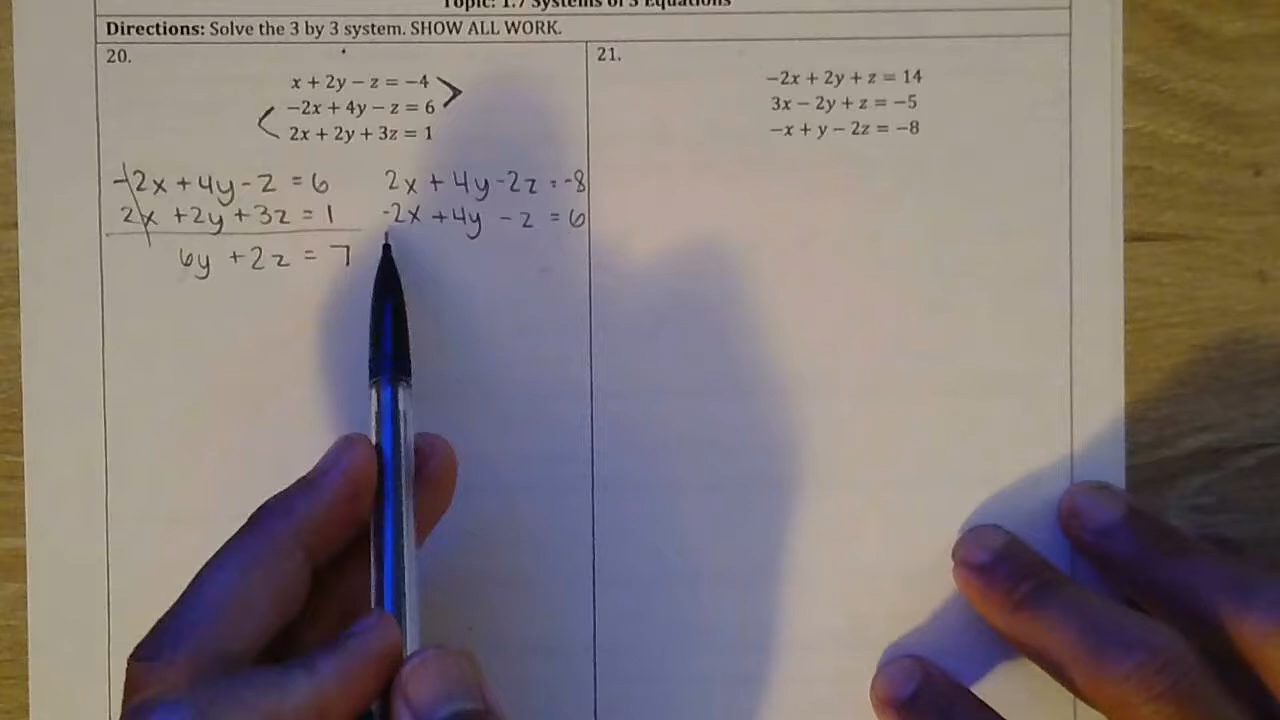 Topic: 1.7 Systems of 3 Equations
Directions: Solve the 3 by 3 system. SHOW ALL WORK.
20.
x + 2y − z = −4
−2x + 4y − z = 6
2x + 2y + 3z = 1
-2x + 4y - z = 6
2x + 2y + 3z = 1
6y + 2z = 7
2x + 4y - 2z = -8
-2x + 4y - z = 6
21.
−2x + 2y + z = 14
3x − 2y + z = −5
−x + y − 2z = −8